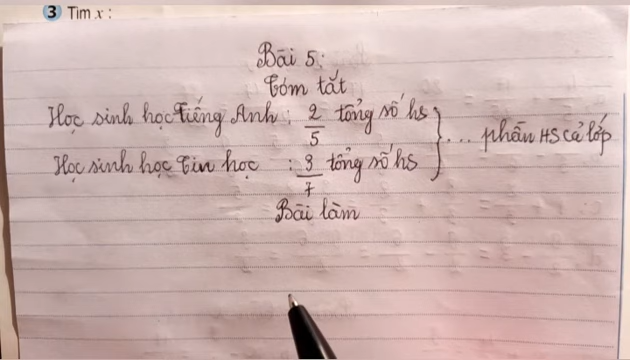 3 Tìm x :
Bài 5:
Tóm tắt
Học sinh học Tiếng Anh : 2/5 tổng số hs
... phần HS cả lớp
Học sinh học Tin học : 3/7 tổng số hs
Bài làm